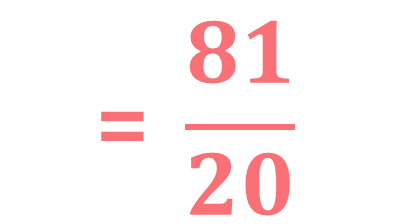 = 81/20